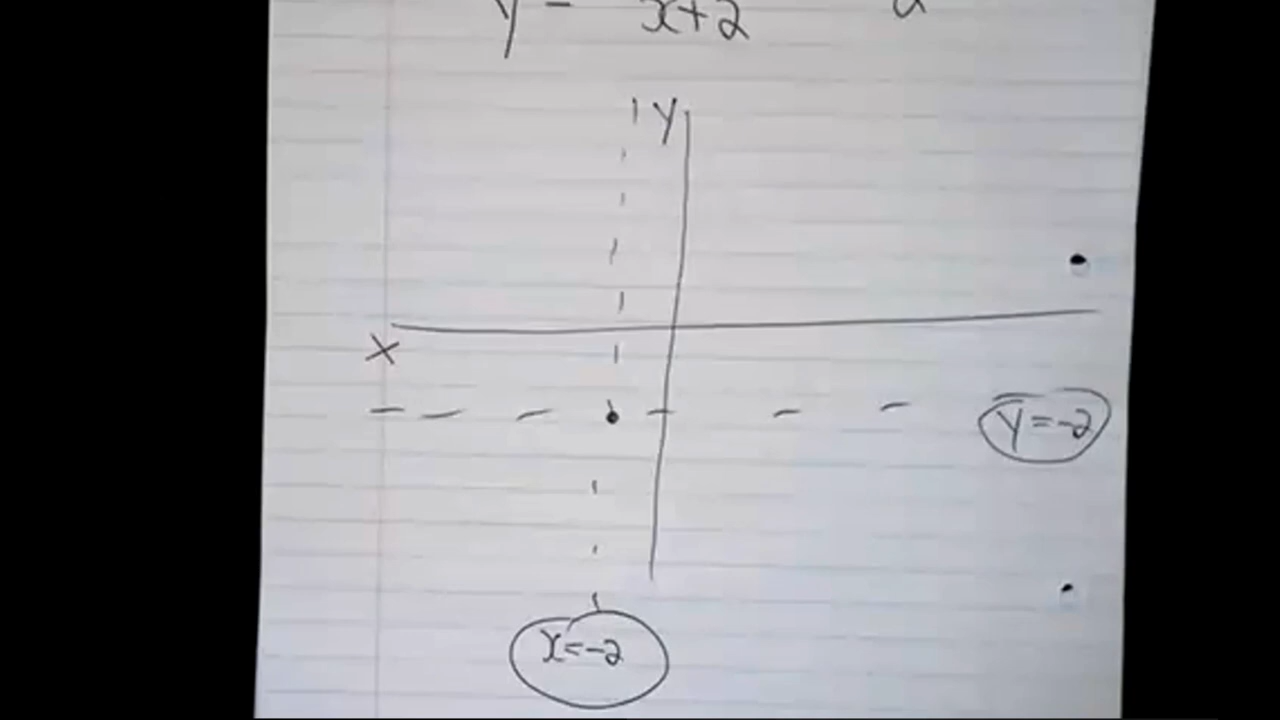 y = x+2
y
x
y=-2
x=-2